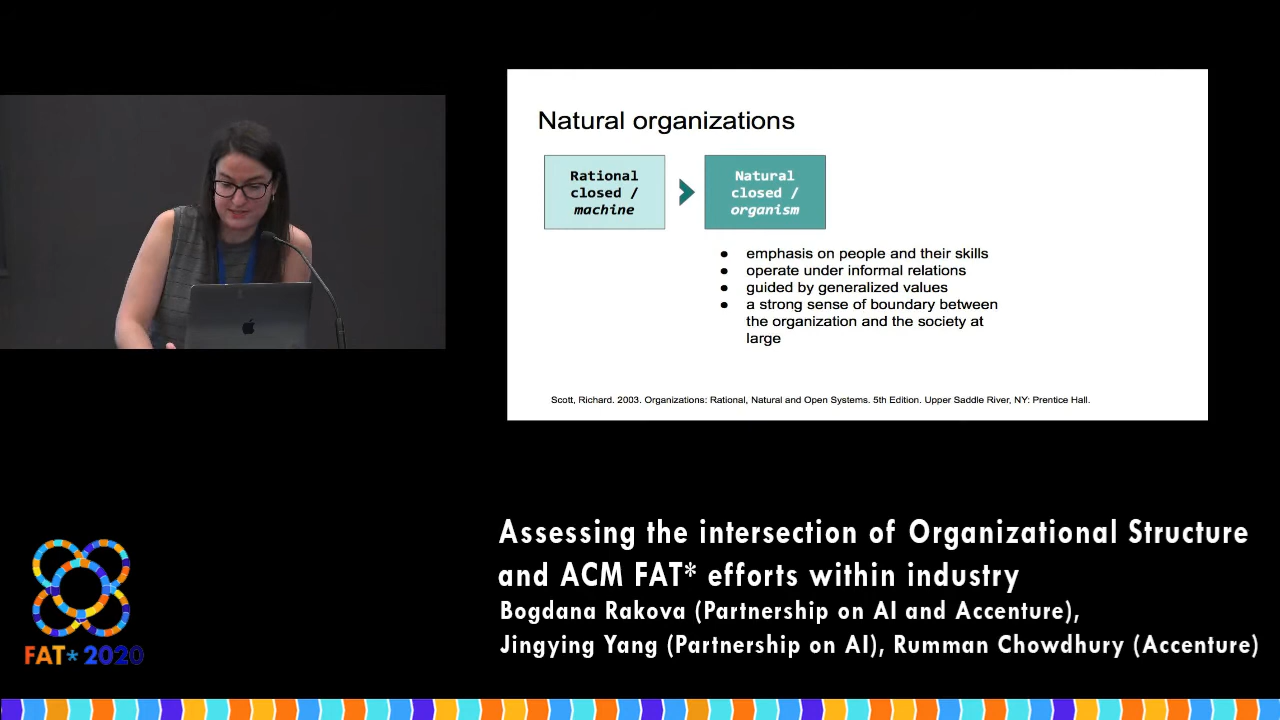 Natural organizations
Rational
closed /
machine
Natural
closed /
organism
● emphasis on people and their skills
● operate under informal relations
● guided by generalized values
● a strong sense of boundary between
the organization and the society at
large
Scott, Richard. 2003. Organizations: Rational, Natural and Open Systems. 5th Edition. Upper Saddle River, NY: Prentice Hall.
Assessing the intersection of Organizational Structure
and ACM FAT* efforts within industry
Bogdana Rakova (Partnership on AI and Accenture),
Jingying Yang (Partnership on AI), Rumman Chowdhury (Accenture)
FAT* 2020